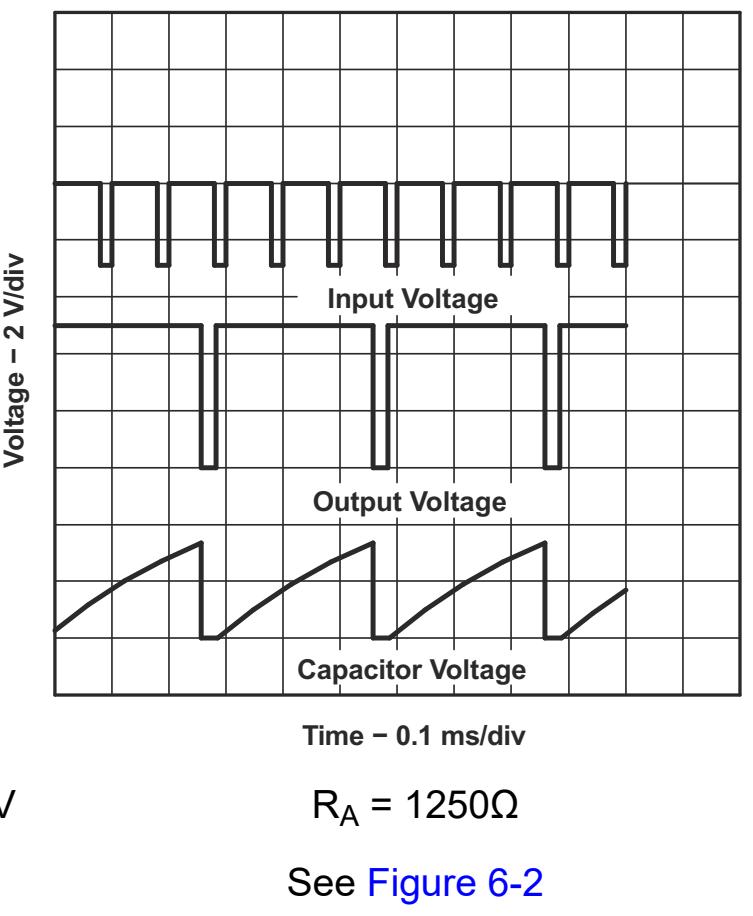 Voltage − 2 V/div
Input Voltage
Output Voltage
Capacitor Voltage
Time − 0.1 ms/div
V
R_A = 1250Ω
See Figure 6-2